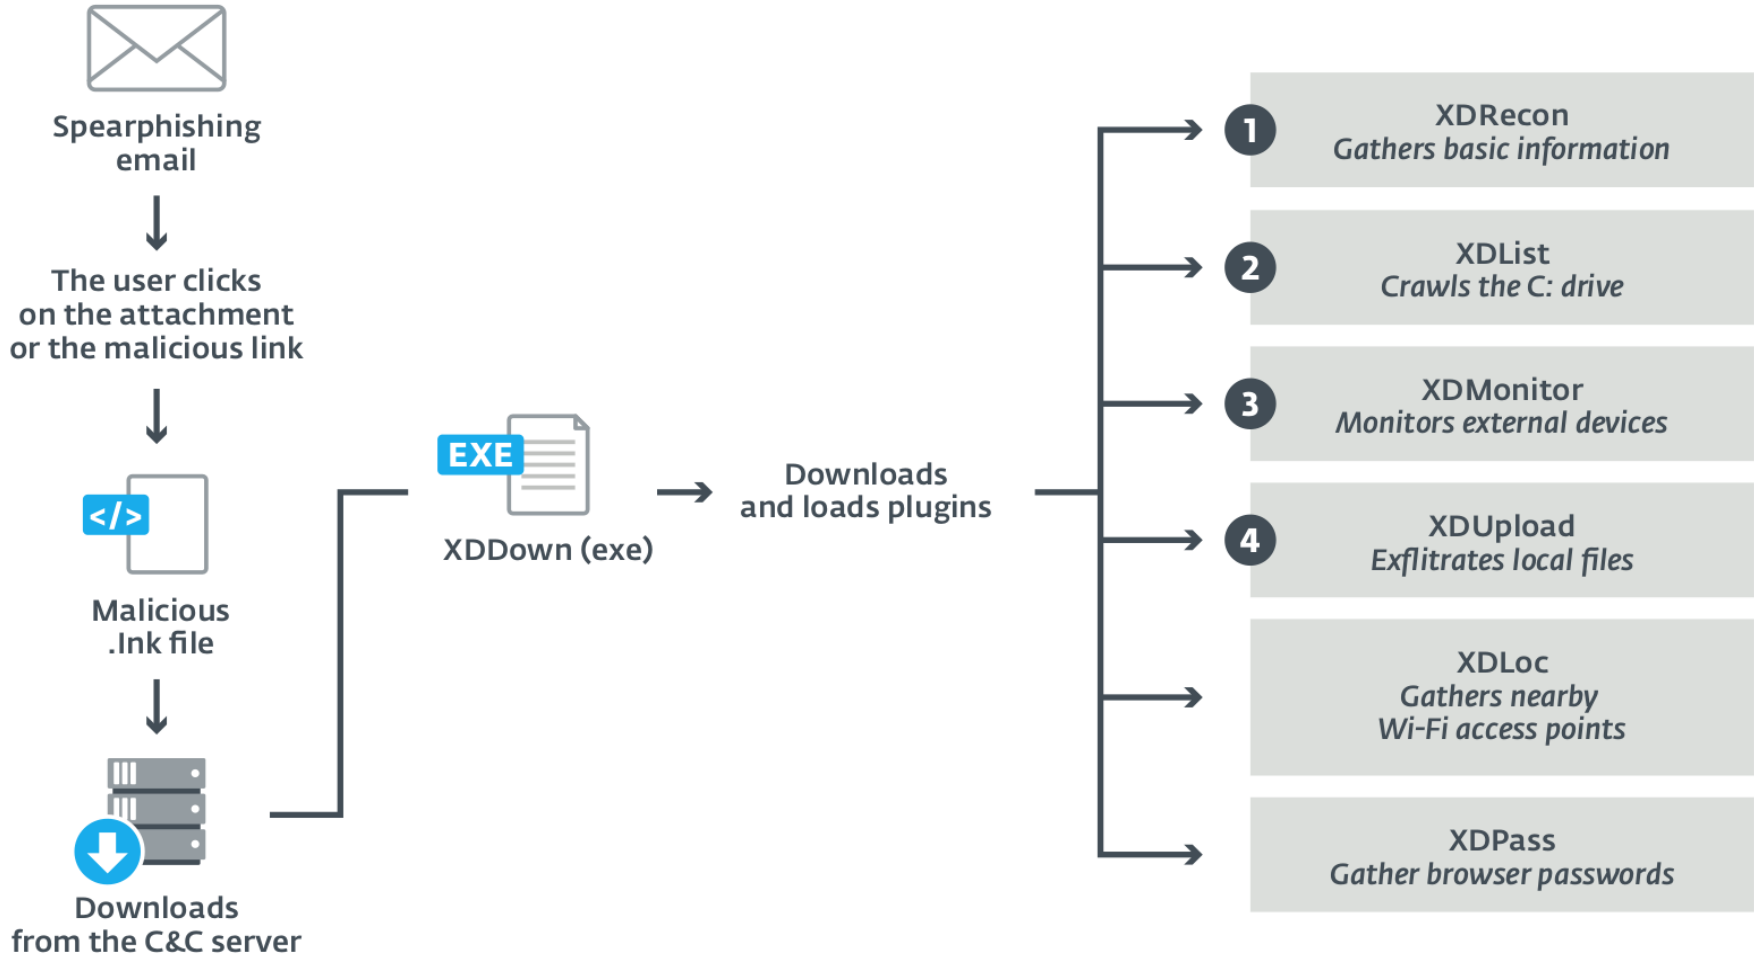 Spearphishing
email
The user clicks
on the attachment
or the malicious link
</>
Malicious
.lnk file
Downloads
from the C&C server
EXE
XDDown (exe)
Downloads
and loads plugins
1
XDRecon
Gathers basic information
2
XDList
Crawls the C: drive
3
XDMonitor
Monitors external devices
4
XDUpload
Exflitrates local files
XDLoc
Gathers nearby
Wi-Fi access points
XDPass
Gather browser passwords